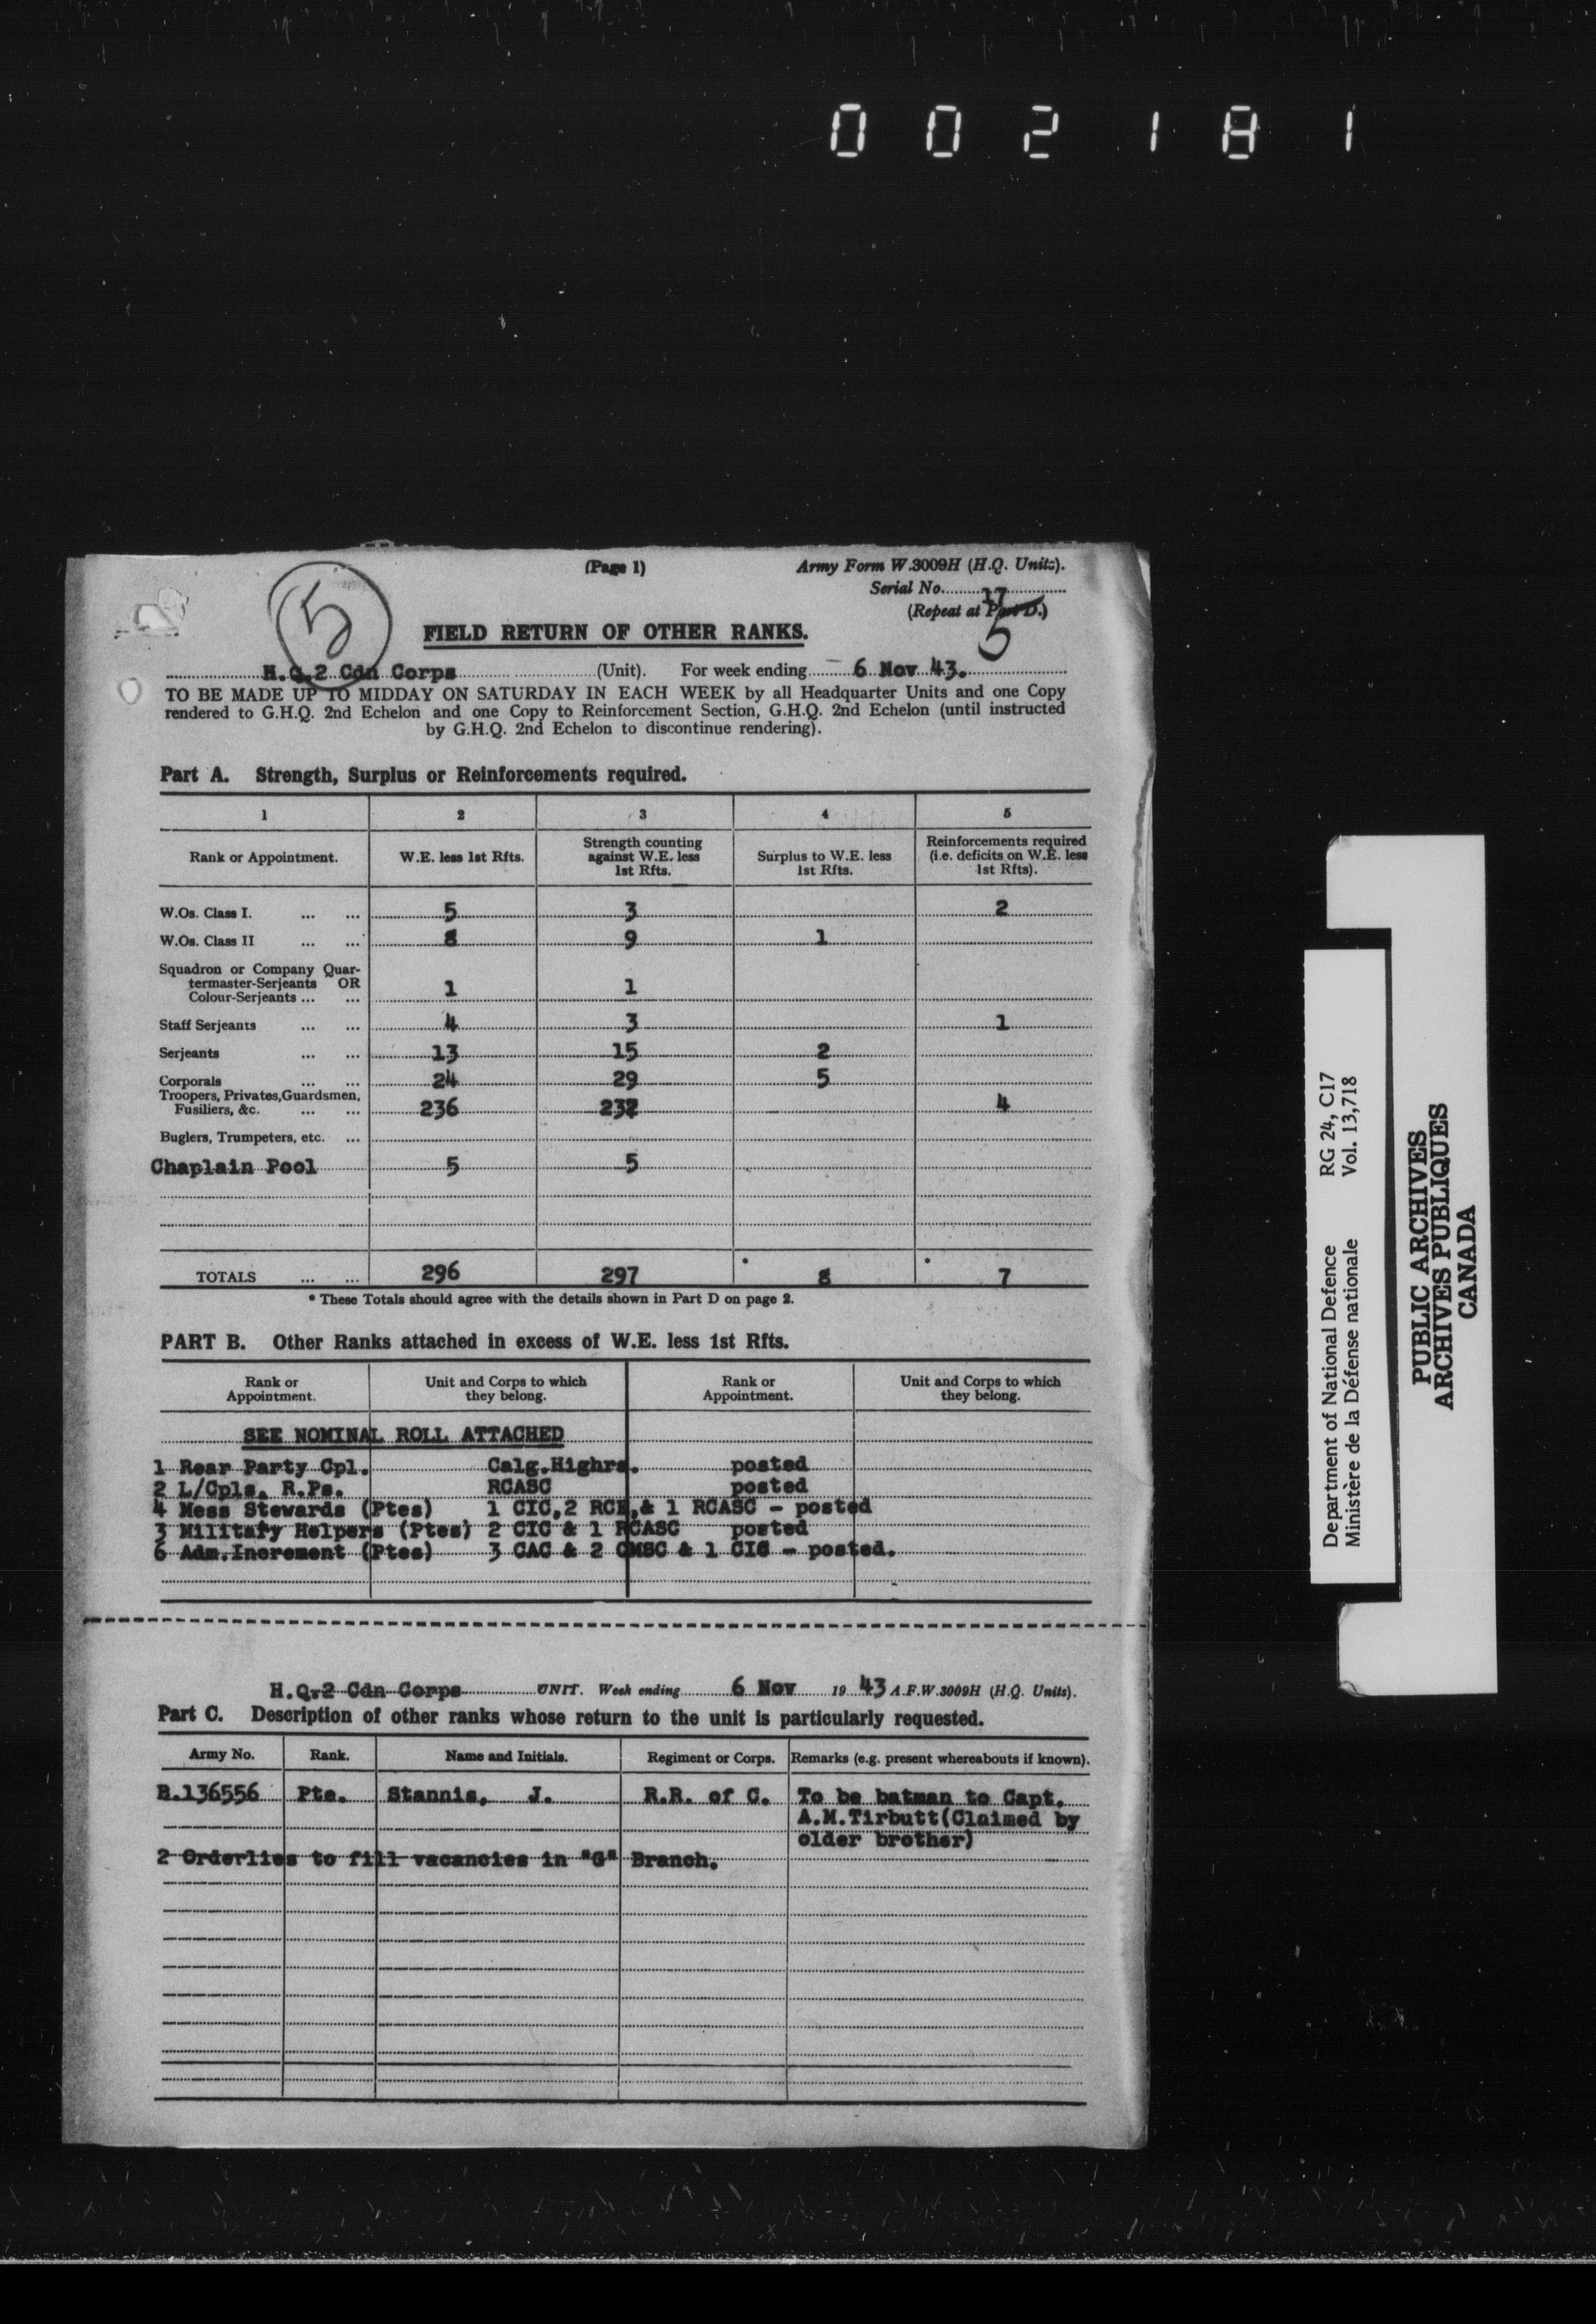 002181
(Page 1)
Army Form W.3009H (H.Q. Units).
5
Serial No. 17
(Repeat at Part D.)
5
FIELD RETURN OF OTHER RANKS.
H.Q.2 Cdn Corps (Unit). For week ending 6 Nov 43.
TO BE MADE UP TO MIDDAY ON SATURDAY IN EACH WEEK by all Headquarter Units and one Copy
rendered to G.H.Q. 2nd Echelon and one Copy to Reinforcement Section, G.H.Q. 2nd Echelon (until instructed
by G.H.Q. 2nd Echelon to discontinue rendering).
Part A. Strength, Surplus or Reinforcements required.
1 2 3 4 5
Rank or Appointment. W.E. less 1st Rfts. Strength counting against W.E. less 1st Rfts. Surplus to W.E. less 1st Rfts. Reinforcements required (i.e. deficits on W.E. less 1st Rfts).
W.Os. Class I. ... ... 5 3 2
W.Os. Class II ... ... 8 9 1
Squadron or Company Quar-
termaster-Serjeants OR
Colour-Serjeants ... ... 1 1
Staff Serjeants ... ... 4 3 1
Serjeants ... ... 13 15 2
Corporals ... ... 24 29 5
Troopers, Privates, Guardsmen,
Fusiliers, &c. ... ... 236 232 4
Buglers, Trumpeters, etc. ...
Chaplain Pool 5 5
TOTALS ... ... 296 297 * 8 * 7
* These Totals should agree with the details shown in Part D on page 2.
PART B. Other Ranks attached in excess of W.E. less 1st Rfts.
Rank or Appointment. Unit and Corps to which they belong. Rank or Appointment. Unit and Corps to which they belong.
SEE NOMINAL ROLL ATTACHED
1 Rear Party Cpl. Calg.Highrs. posted
2 L/Cpls. R.Ps. RCASC posted
4 Mess Stewards (Ptes) 1 CIC,2 RCE,& 1 RCASC - posted
3 Military Helpers (Ptes) 2 CIC & 1 RCASC posted
6 Adm.Increment (Ptes) 3 CAC & 2 CMSC & 1 CIC - posted.
H.Q.2 Cdn Corps UNIT. Week ending 6 Nov 19 43 A.F.W.3009H (H.Q. Units).
Part C. Description of other ranks whose return to the unit is particularly requested.
Army No. Rank. Name and Initials. Regiment or Corps. Remarks (e.g. present whereabouts if known).
B.136556 Pte. Stannis, J. R.R. of C. To be batman to Capt.
A.M.Tirbutt(Claimed by
older brother)
2 Orderlies to fill vacancies in "G" Branch.
Department of National Defence RG 24, C17
Ministère de la Défense nationale Vol. 13,718
PUBLIC ARCHIVES
ARCHIVES PUBLIQUES
CANADA